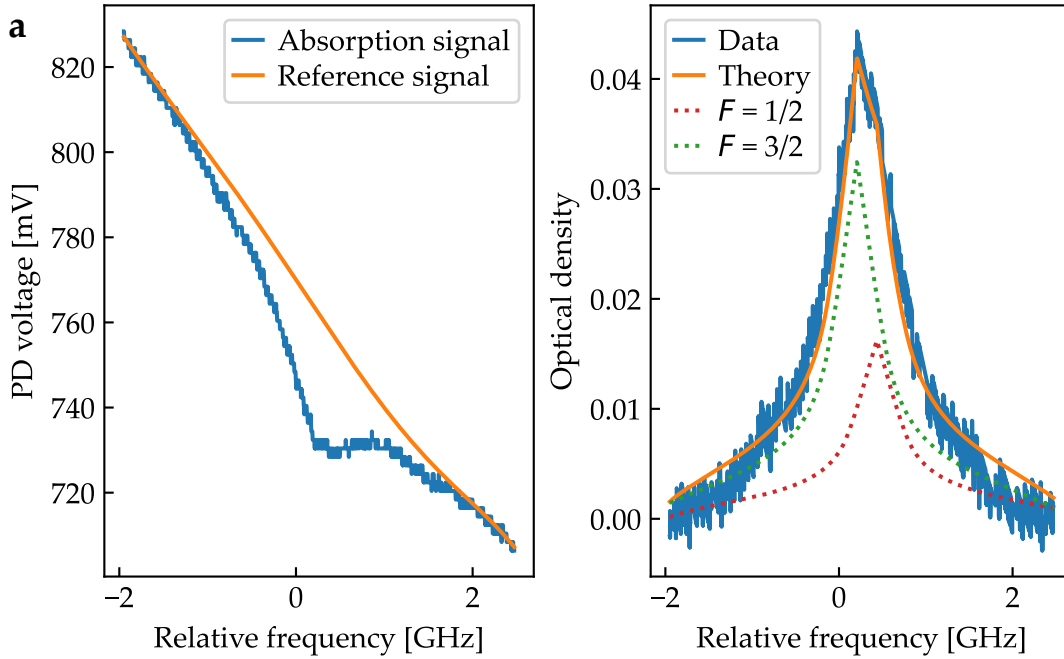 a
Absorption signal
Reference signal
PD voltage [mV]
820
800
780
760
740
720
−2
0
2
Relative frequency [GHz]
Data
Theory
F = 1/2
F = 3/2
Optical density
0.04
0.03
0.02
0.01
0.00
−2
0
2
Relative frequency [GHz]